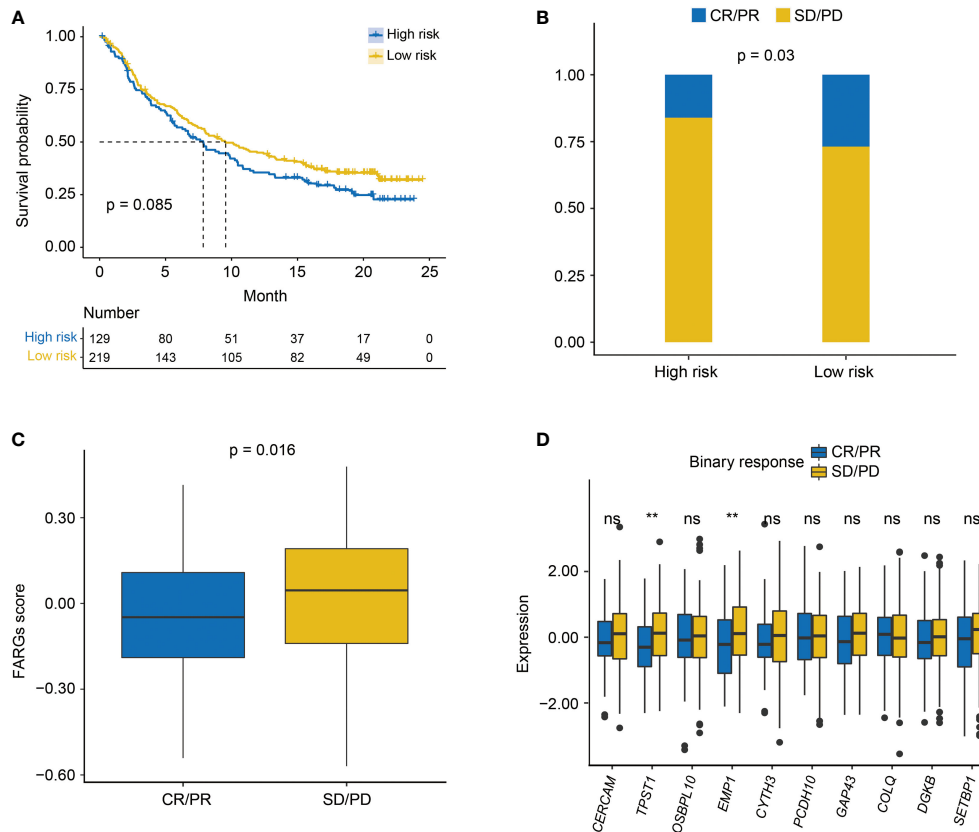 A
High risk
Low risk
Survival probability
1.00
0.75
0.50
0.25
0.00
p = 0.085
0 5 10 15 20 25
Month
Number
High risk 129 80 51 37 17 0
Low risk 219 143 105 82 49 0
B
CR/PR SD/PD
p = 0.03
1.00
0.75
0.50
0.25
0.00
High risk Low risk
C
p = 0.016
FARGs score
0.30
0.00
−0.30
−0.60
CR/PR SD/PD
D
Binary response
CR/PR
SD/PD
ns ** ns ** ns ns ns ns ns ns
Expression
2.00
0.00
−2.00
CERCAM TPST1 OSBPL10 EMP1 CYTH3 PCDH10 GAP43 COLQ DGKB SETBP1